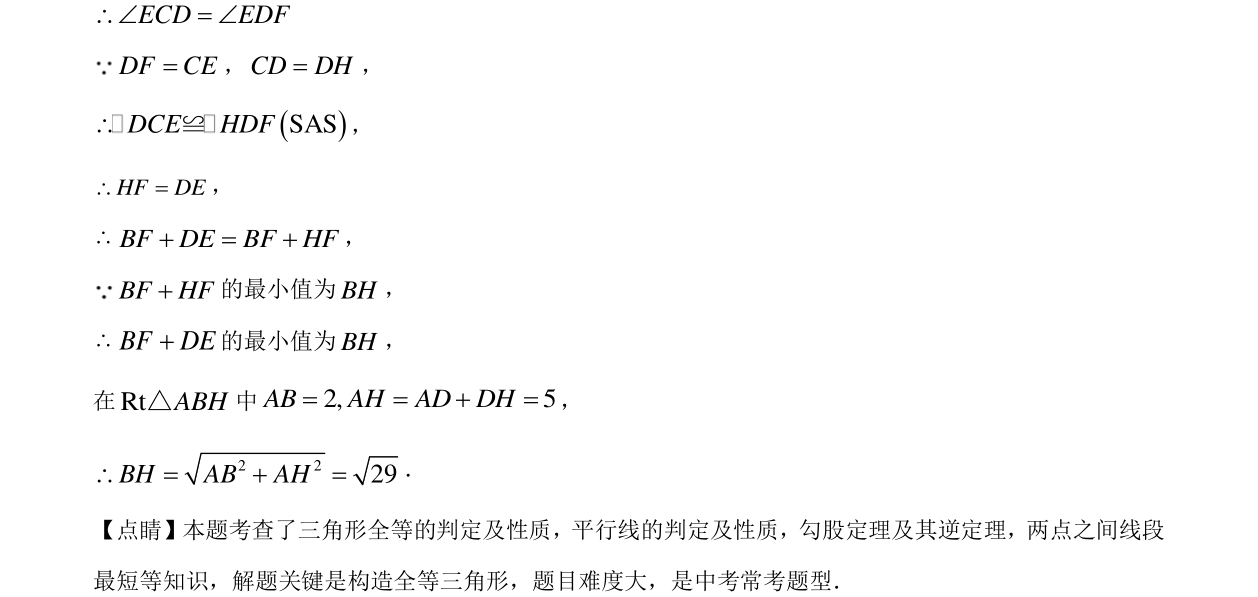 ∴∠ECD = ∠EDF
∵ DF = CE，CD = DH，
∴□DCE≌□HDF(SAS)，
∴HF = DE，
∴ BF + DE = BF + HF，
∵ BF + HF 的最小值为 BH，
∴ BF + DE 的最小值为 BH，
在 Rt△ABH 中 AB = 2, AH = AD + DH = 5，
∴BH = √(AB² + AH²) = √29 .
【点睛】本题考查了三角形全等的判定及性质，平行线的判定及性质，勾股定理及其逆定理，两点之间线段
最短等知识，解题关键是构造全等三角形，题目难度大，是中考常考题型．